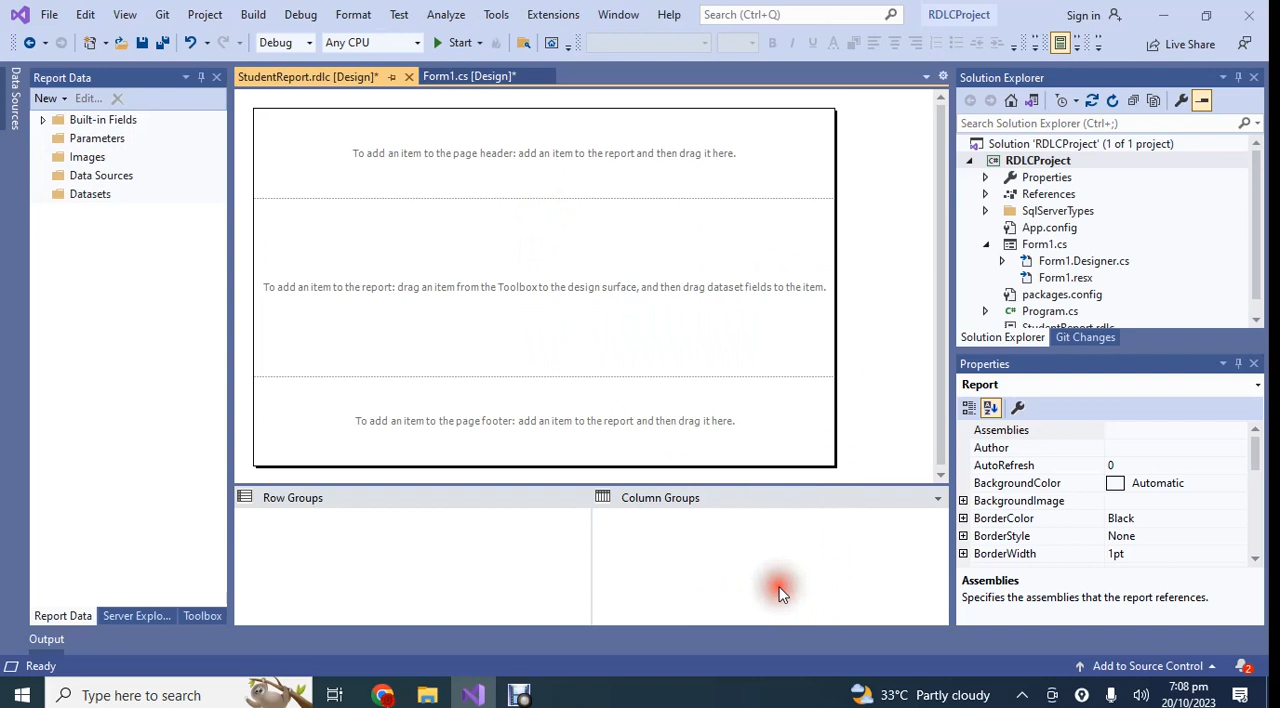 File Edit View Git Project Build Debug Format Test Analyze Tools Extensions Window Help Search (Ctrl+Q) RDLCProject Sign in
Debug Any CPU Start Live Share
Data Sources
Report Data
New Edit...
Built-in Fields
Parameters
Images
Data Sources
Datasets
StudentReport.rdlc [Design]* Form1.cs [Design]*
To add an item to the page header: add an item to the report and then drag it here.
To add an item to the report: drag an item from the Toolbox to the design surface, and then drag dataset fields to the item.
To add an item to the page footer: add an item to the report and then drag it here.
Row Groups Column Groups
Solution Explorer
Search Solution Explorer (Ctrl+;)
Solution 'RDLCProject' (1 of 1 project)
RDLCProject
Properties
References
SqlServerTypes
App.config
Form1.cs
Form1.Designer.cs
Form1.resx
packages.config
Program.cs
StudentReport.rdlc
Solution Explorer Git Changes
Properties
Report
Assemblies
Author
AutoRefresh 0
BackgroundColor Automatic
BackgroundImage
BorderColor Black
BorderStyle None
BorderWidth 1pt
Assemblies
Specifies the assemblies that the report references.
Report Data Server Explo... Toolbox
Output
Ready Add to Source Control 2
Type here to search 33°C Partly cloudy 7:08 pm
20/10/2023